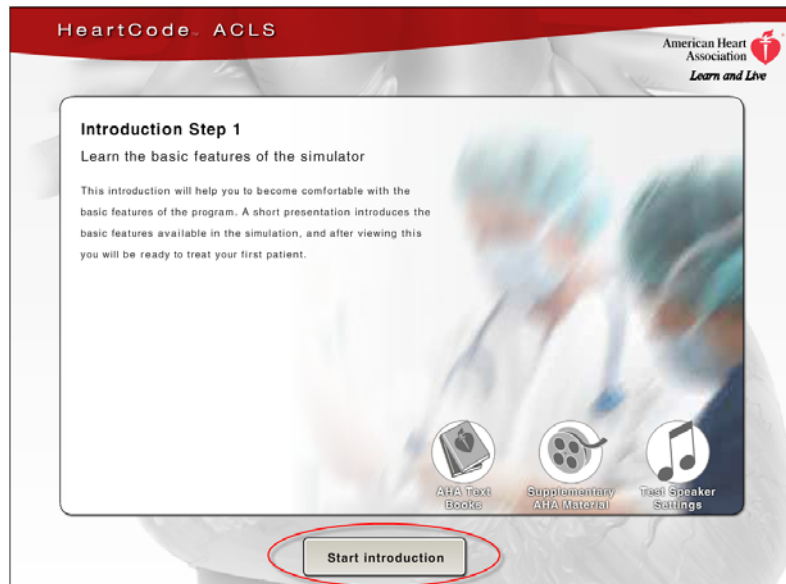 HeartCode™ ACLS
American Heart
Association
Learn and Live
Introduction Step 1
Learn the basic features of the simulator
This introduction will help you to become comfortable with the
basic features of the program. A short presentation introduces the
basic features available in the simulation, and after viewing this
you will be ready to treat your first patient.
AHA Text
Books
Supplementary
AHA Material
Test Speaker
Settings
Start introduction